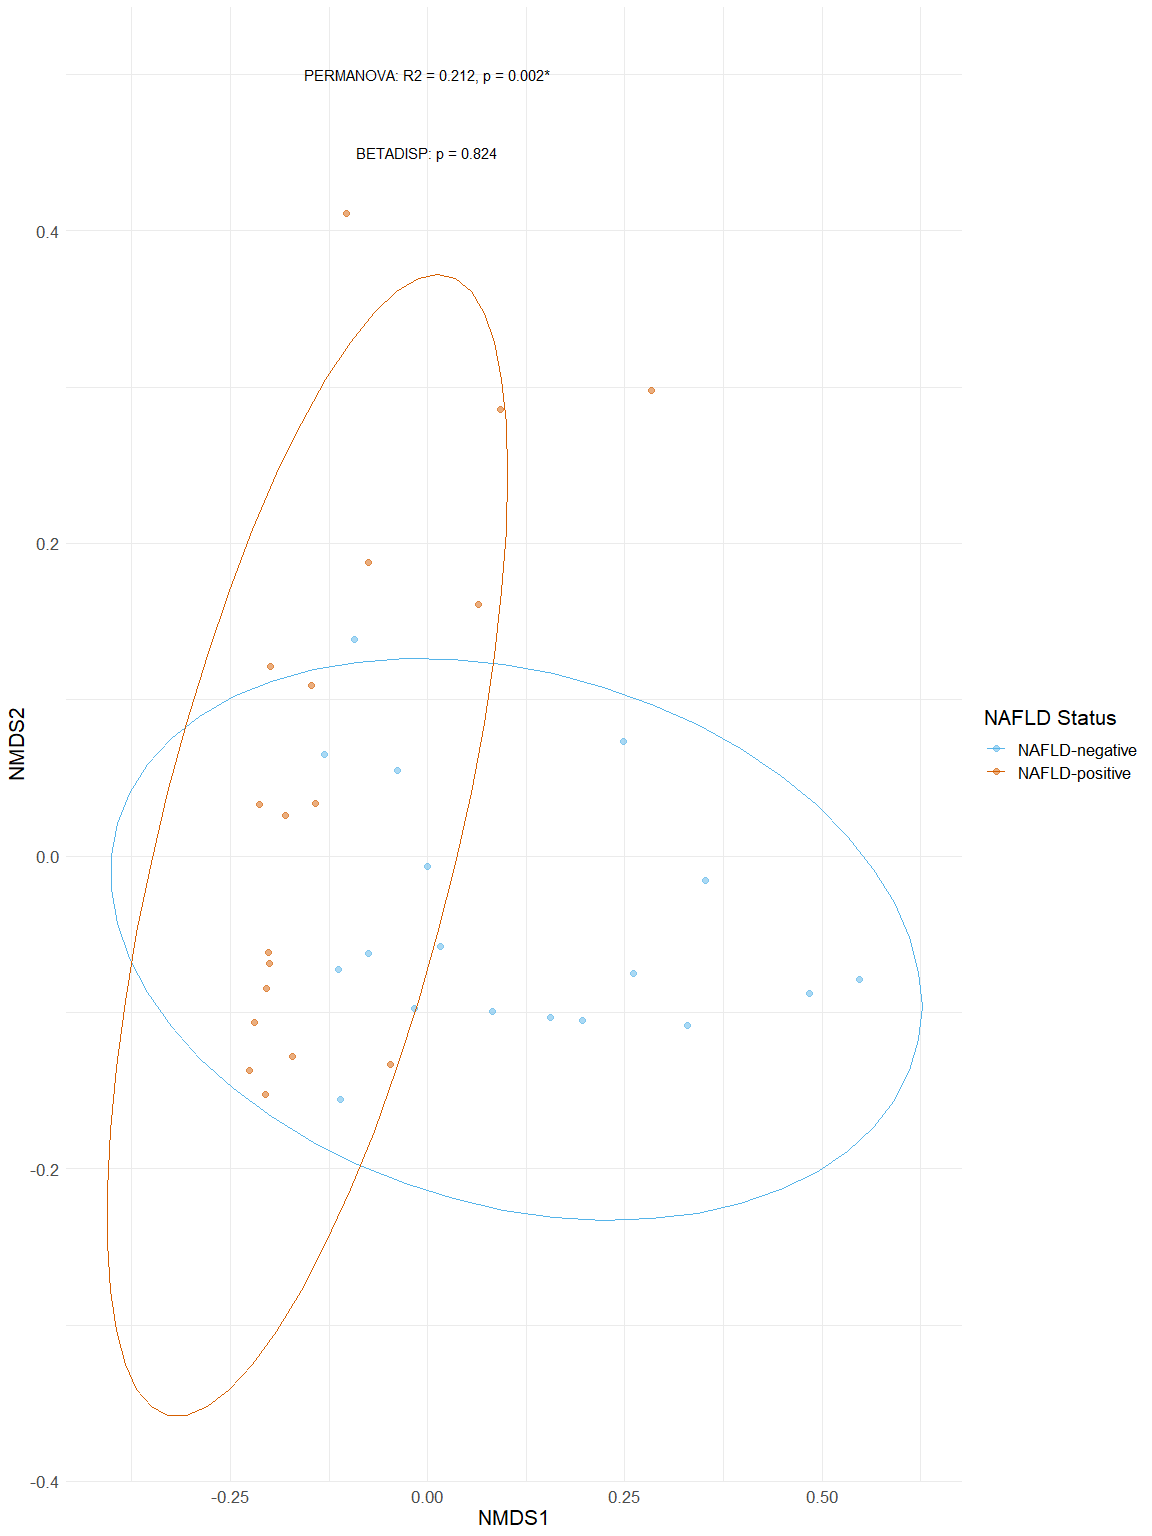 PERMANOVA: R2 = 0.212, p = 0.002*
BETADISP: p = 0.824
0.4
0.2
0.0
-0.2
-0.4
NMDS2
-0.25
0.00
0.25
0.50
NMDS1
NAFLD Status
NAFLD-negative
NAFLD-positive